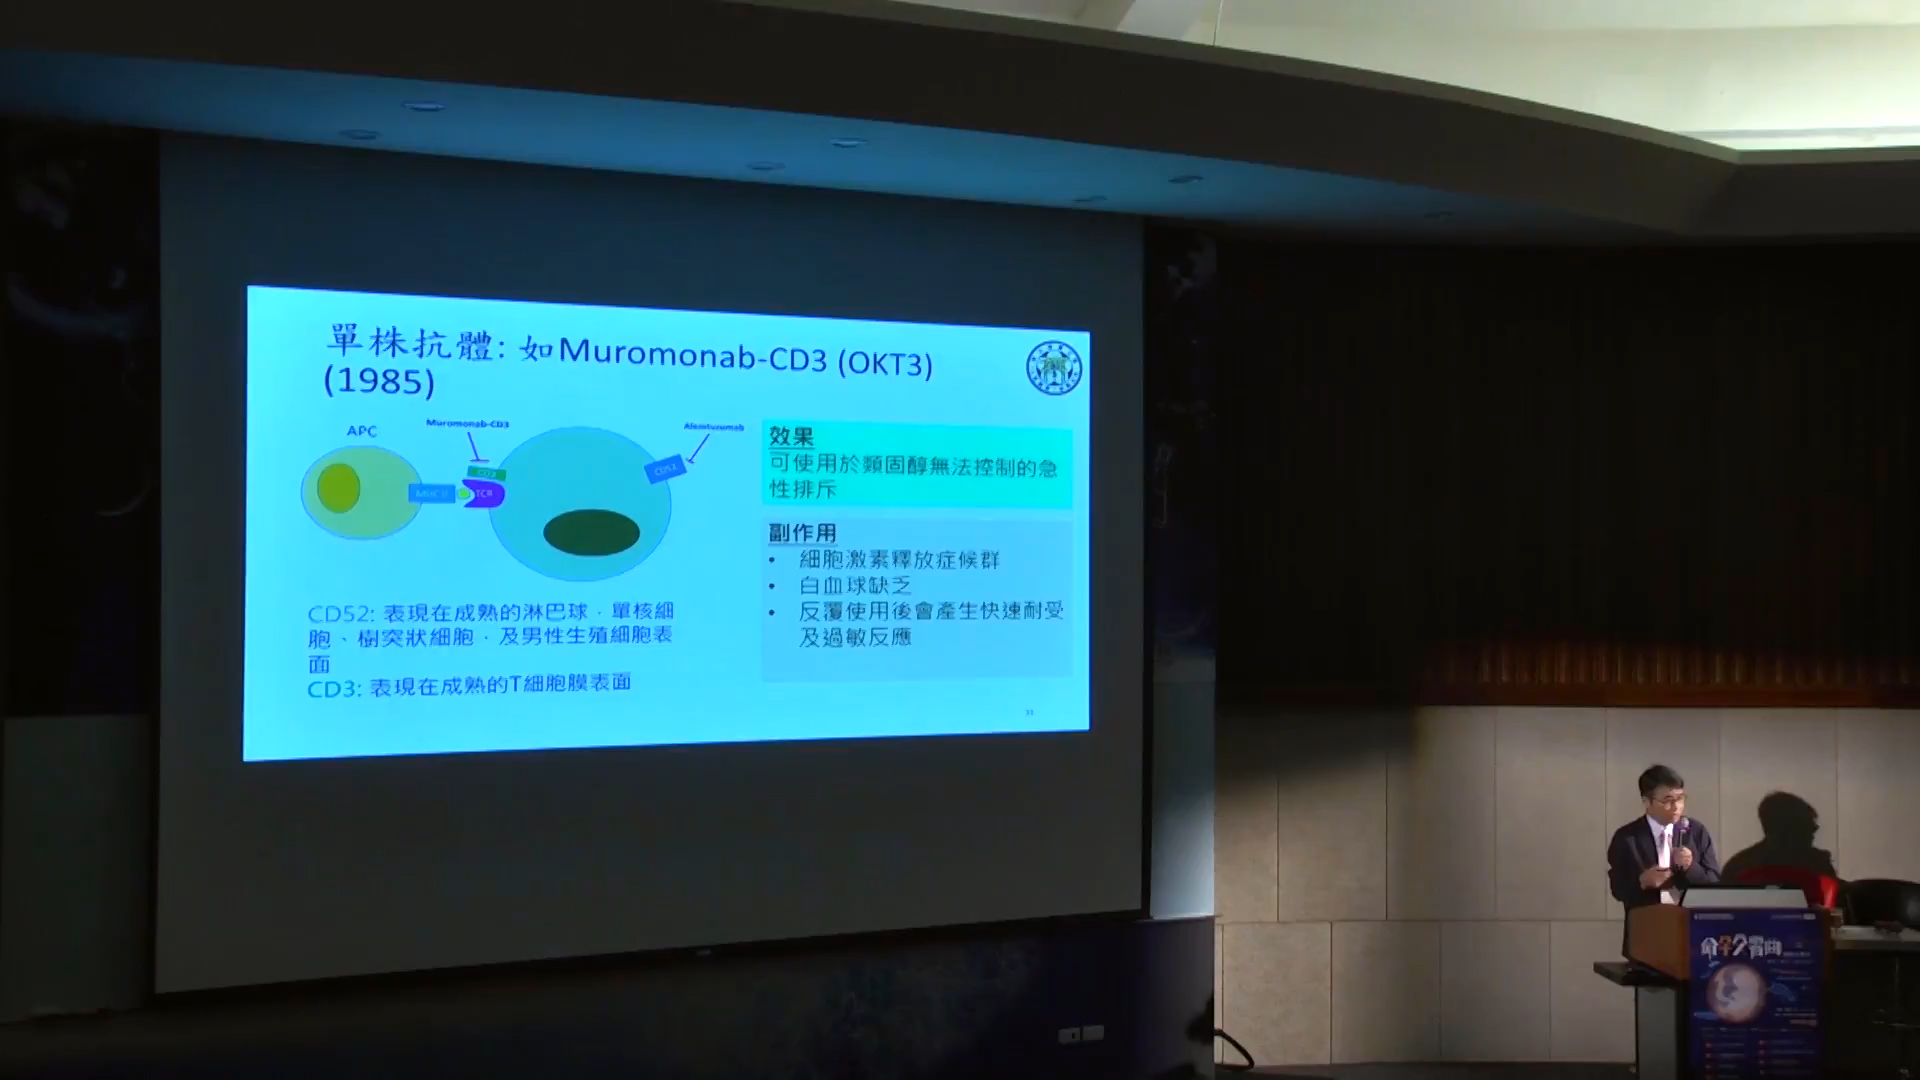 單株抗體: 如Muromonab-CD3 (OKT3)
(1985)
APC
Muromonab-CD3
Alemtuzumab
CD3
CD52
MHC II
TCR
效果
可使用於類固醇無法控制的急
性排斥
副作用
• 細胞激素釋放症候群
• 白血球缺乏
• 反覆使用後會產生快速耐受
及過敏反應
CD52: 表現在成熟的淋巴球，單核細
胞、樹突狀細胞，及男性生殖細胞表
面
CD3: 表現在成熟的T細胞膜表面